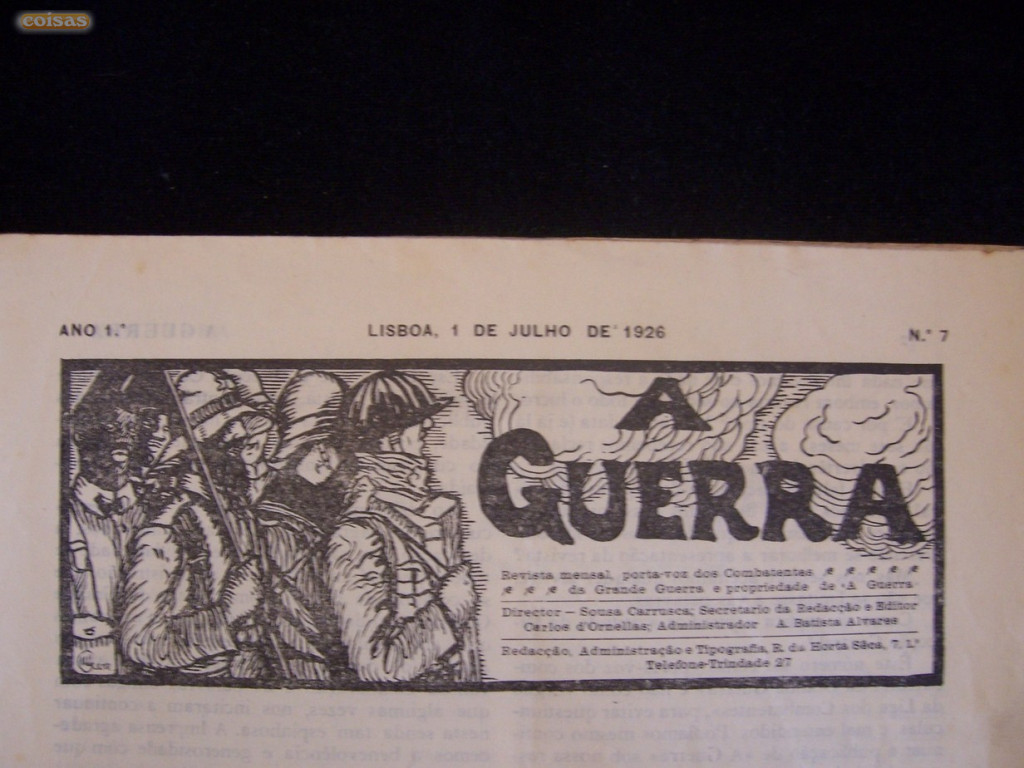 coisas
ANO 1.º LISBOA, 1 DE JULHO DE 1926 N.º 7
A
GUERRA
Revista mensal, porta-voz dos Combatentes
da Grande Guerra e propriedade de «A Guerra»
Director — Sousa Carrusca; Secretario da Redacção e Editor
Carlos d'Ornellas; Administrador A. Batista Alvares
Redacção, Administração e Tipografia, R. da Horta Sêca, 7, 1.º
Telefone-Trindade 27